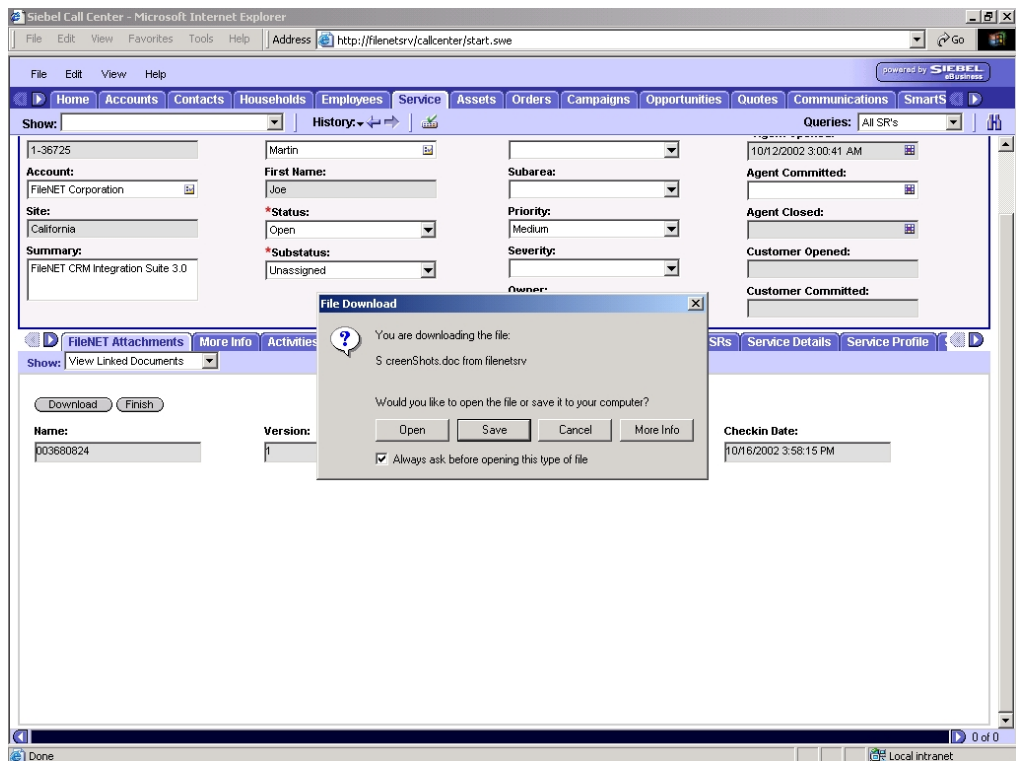 Siebel Call Center - Microsoft Internet Explorer
File Edit View Favorites Tools Help Address http://filenetsrv/callcenter/start.swe Go
File Edit View Help powered by SIEBEL eBusiness
Home Accounts Contacts Households Employees Service Assets Orders Campaigns Opportunities Quotes Communications SmartS
Show: History: Queries: All SR's
1-36725 Martin 10/12/2002 3:00:41 AM
Account: First Name: Subarea: Agent Committed:
FileNET Corporation Joe
Site: *Status: Priority: Agent Closed:
California Open Medium
Summary: *Substatus: Severity: Customer Opened:
FileNET CRM Integration Suite 3.0 Unassigned
Owner: Customer Committed:
File Download
You are downloading the file:
S creenShots.doc from filenetsrv
Would you like to open the file or save it to your computer?
Open Save Cancel More Info
Always ask before opening this type of file
FileNET Attachments More Info Activities SRs Service Details Service Profile
Show: View Linked Documents
Download Finish
Name: Version: Checkin Date:
003680824 1 10/16/2002 3:58:15 PM
0 of 0
Done Local intranet